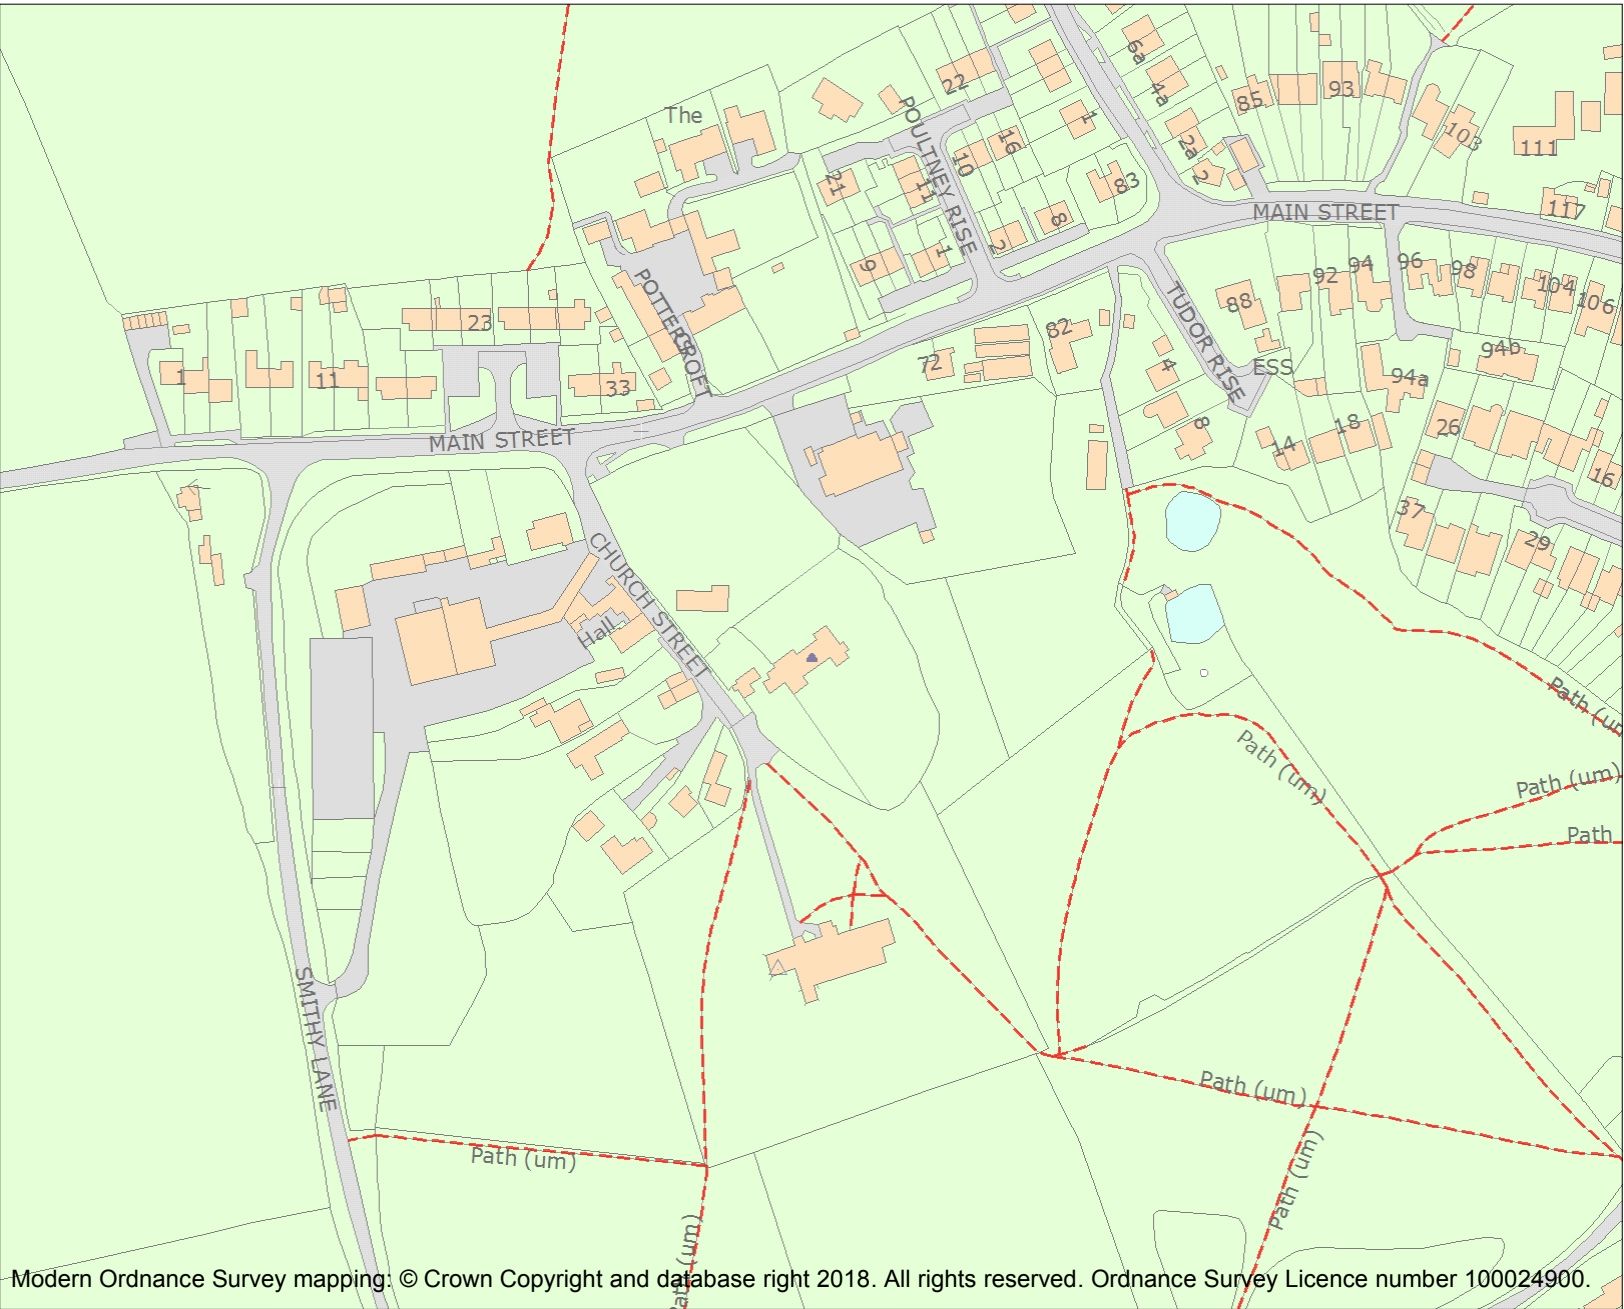 6a
4a
22
The
85
93
1
2a
16
103
111
10
POULTNEY RISE
21
11
83
2
117
MAIN STREET
8
2
1
9
POTTERS CROFT
96
98
94
92
104
106
88
TUDOR RISE
23
82
72
94b
ESS
4
94a
1
11
33
8
26
18
14
MAIN STREET
16
37
29
CHURCH STREET
Hall
Path (um)
Path (um)
Path
SMITHY LANE
Path (um)
Path (um)
Path (um)
Path (um)
Modern Ordnance Survey mapping: © Crown Copyright and database right 2018. All rights reserved. Ordnance Survey Licence number 100024900.